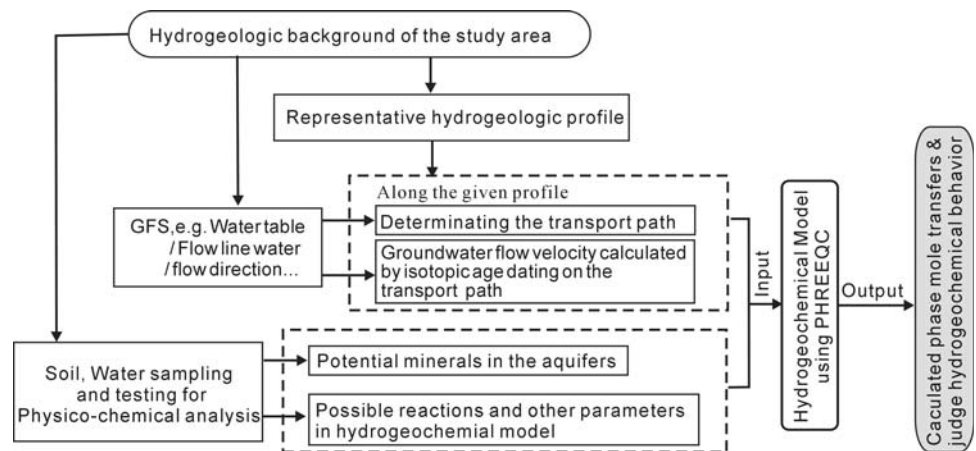 Hydrogeologic background of the study area
Representative hydrogeologic profile
Along the given profile
GFS,e.g. Water table
/Flow line water
/flow direction...
Determinating the transport path
Groundwater flow velocity calculated
by isotopic age dating on the
transport path
Soil, Water sampling
and testing for
Physico-chemical analysis
Potential minerals in the aquifers
Possible reactions and other parameters
in hydrogeochemial model
Input
Hydrogeochemical Model
using PHREEQC
Output
Caculated phase mole transfers &
judge hydrogeochemical behavior